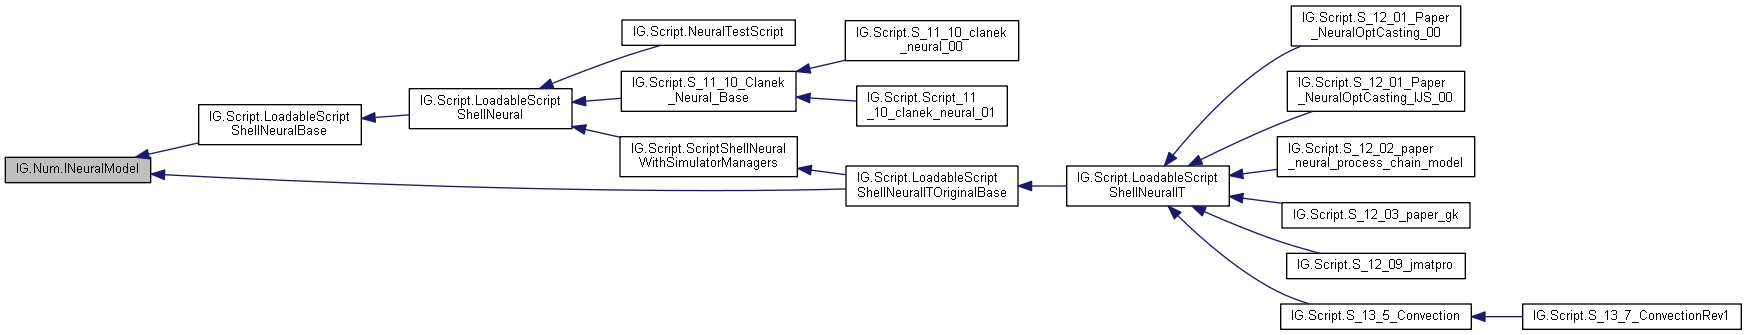 IG.Num.INeuralModel
IG.Script.LoadableScript
ShellNeuralBase
IG.Script.LoadableScript
ShellNeural
IG.Script.NeuralTestScript
IG.Script.S_11_10_Clanek
_Neural_Base
IG.Script.ScriptShellNeural
WithSimulatorManagers
IG.Script.S_11_10_clanek
_neural_00
IG.Script.Script_11
_10_clanek_neural_01
IG.Script.LoadableScript
ShellNeuralITOriginalBase
IG.Script.LoadableScript
ShellNeuralIT
IG.Script.S_12_01_Paper
_NeuralOptCasting_00
IG.Script.S_12_01_Paper
_NeuralOptCasting_IJS_00
IG.Script.S_12_02_paper
_neural_process_chain_model
IG.Script.S_12_03_paper_gk
IG.Script.S_12_09_jmatpro
IG.Script.S_13_5_Convection
IG.Script.S_13_7_ConvectionRev1